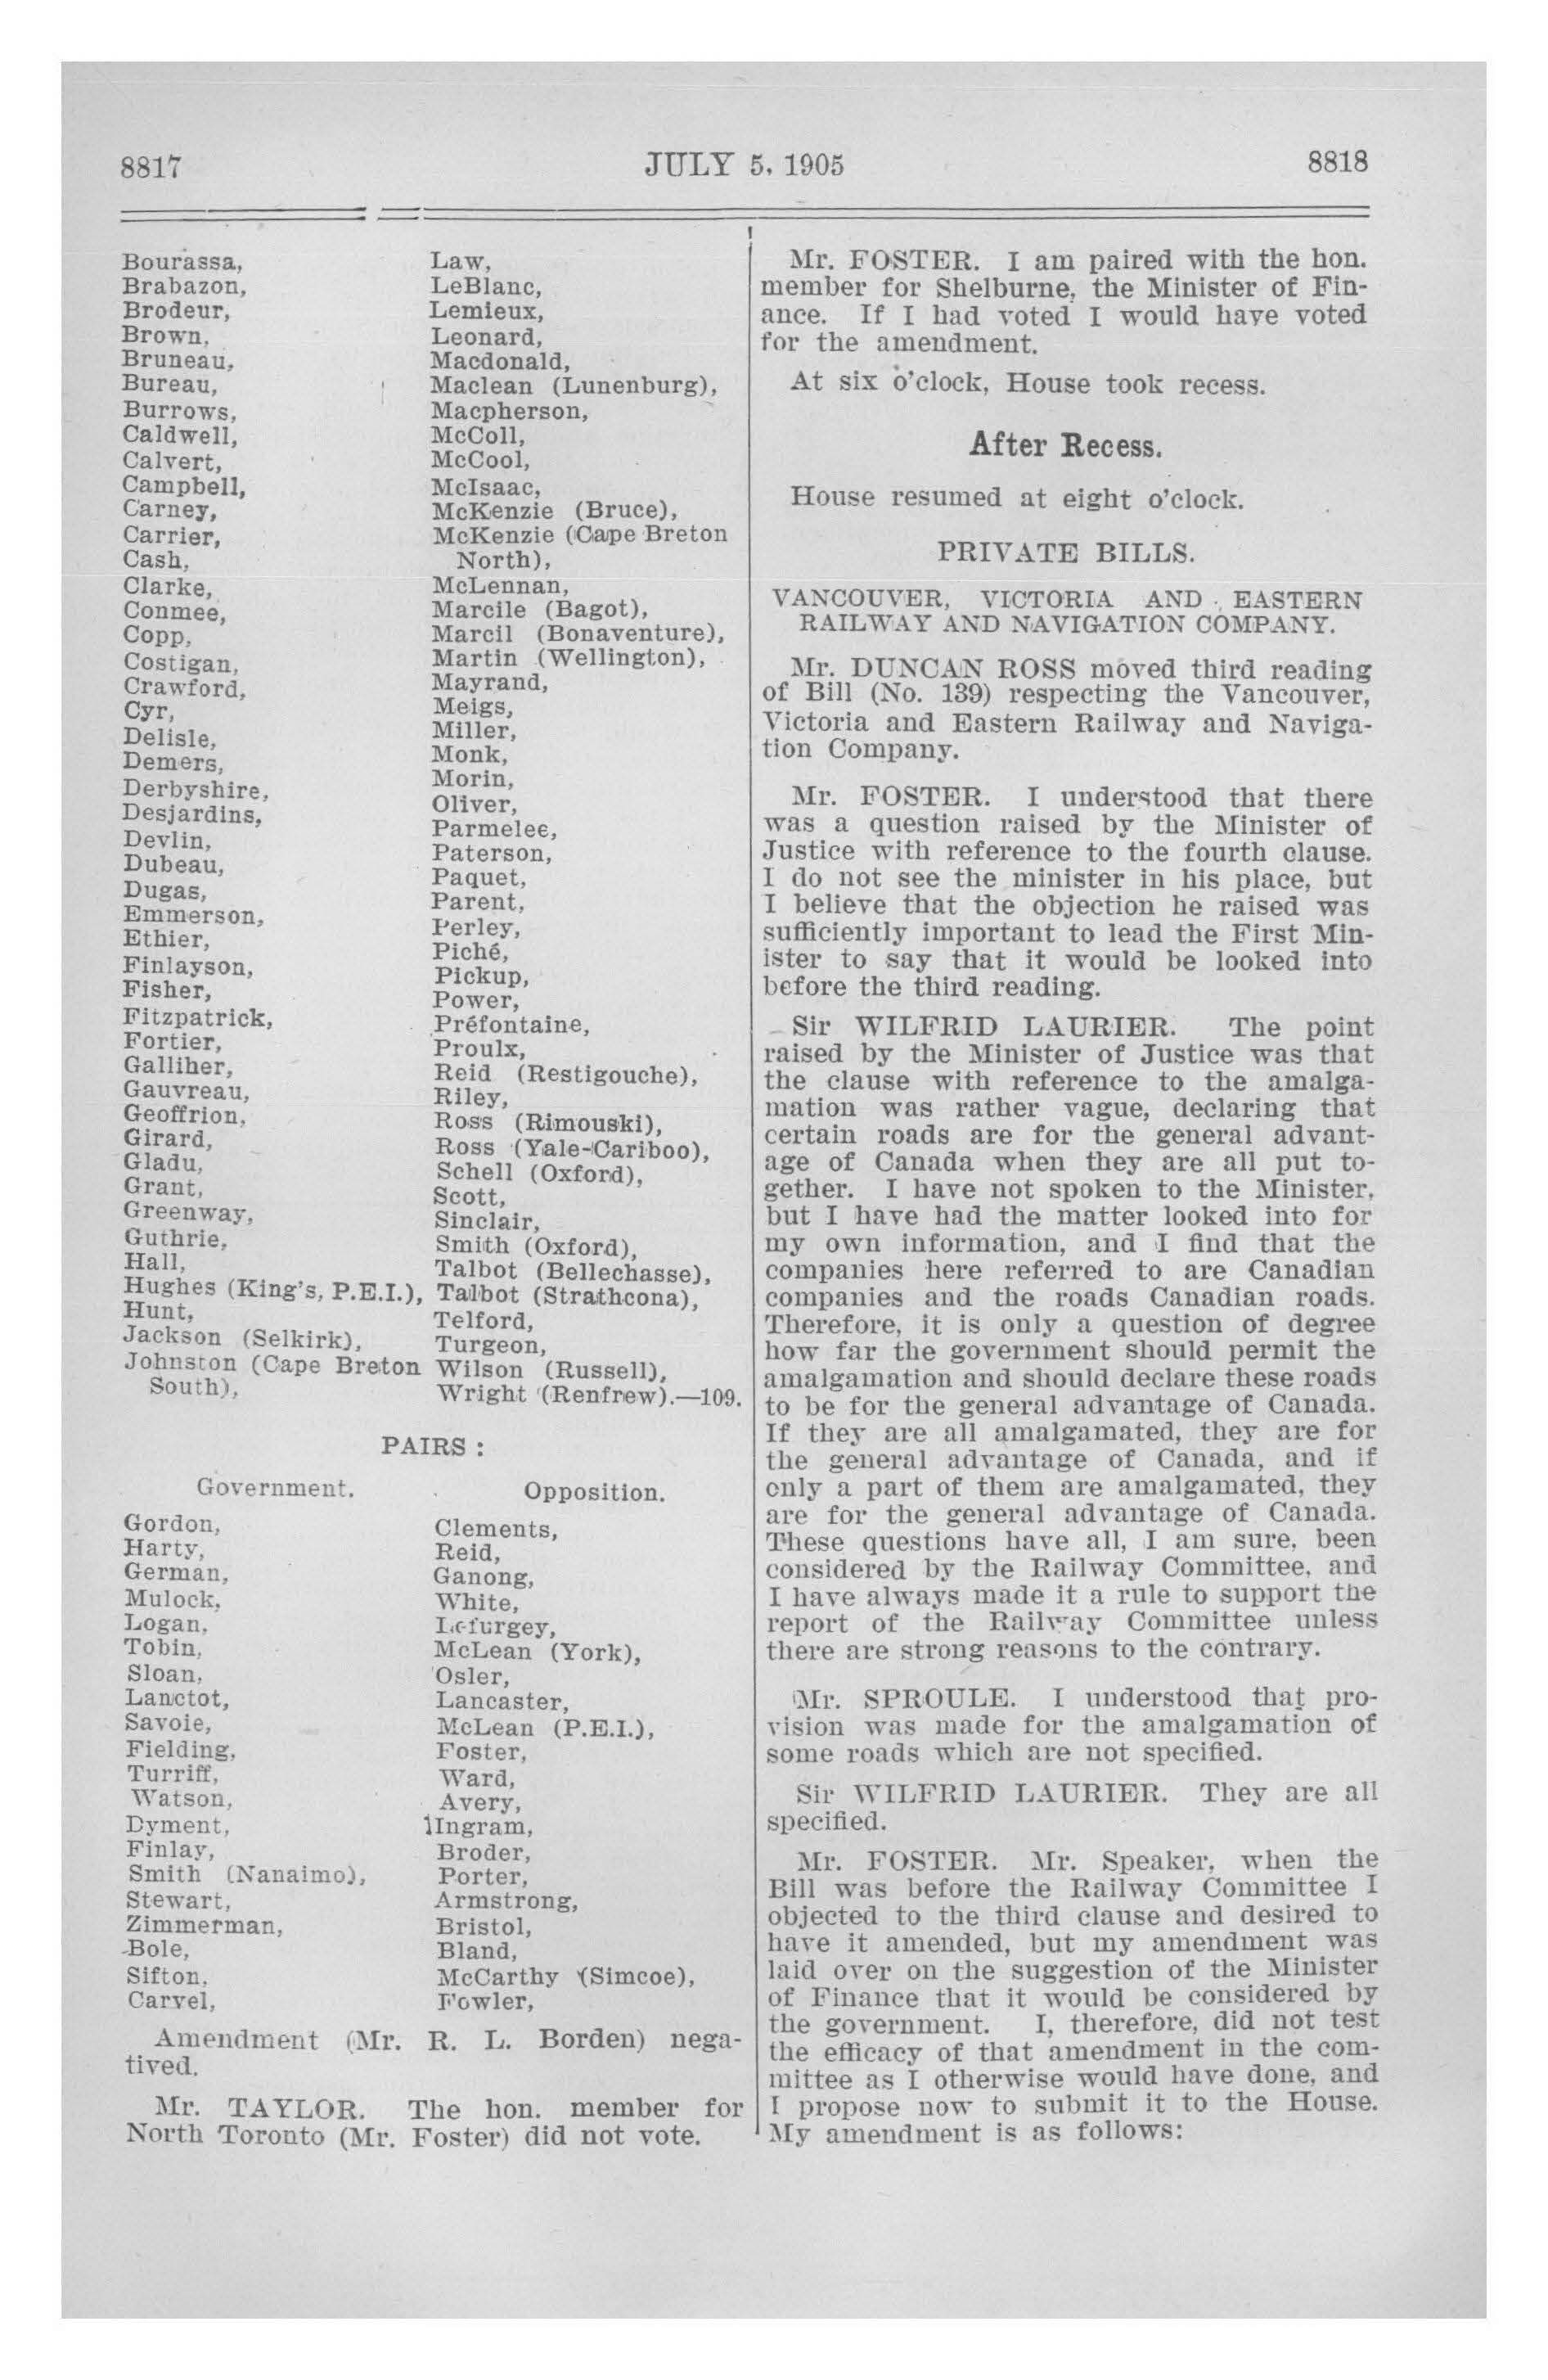 8817 JULY 5, 1905 8818
Bourassa,
Brabazon,
Brodeur,
Brown,
Bruneau,
Bureau,
Burrows,
Caldwell,
Calvert,
Campbell,
Carney,
Carrier,
Cash,
Clarke,
Conmee,
Copp,
Costigan,
Crawford,
Cyr,
Delisle,
Demers,
Derbyshire,
Desjardins,
Devlin,
Dubeau,
Dugas,
Emmerson,
Ethier,
Finlayson,
Fisher,
Fitzpatrick,
Fortier,
Galliher,
Gauvreau,
Geoffrion,
Girard,
Gladu,
Grant,
Greenway,
Guthrie,
Hall,
Hughes (King's, P.E.I.),
Hunt,
Jackson (Selkirk),
Johnston (Cape Breton
South),
Law,
LeBlanc,
Lemieux,
Leonard,
Macdonald,
Maclean (Lunenburg),
Macpherson,
McColl,
McCool,
McIsaac,
McKenzie (Bruce),
McKenzie (Cape Breton
North),
McLennan,
Marcile (Bagot),
Marcil (Bonaventure),
Martin (Wellington),
Mayrand,
Meigs,
Miller,
Monk,
Morin,
Oliver,
Parmelee,
Paterson,
Paquet,
Parent,
Perley,
Piché,
Pickup,
Power,
Préfontaine,
Proulx,
Reid (Restigouche),
Riley,
Ross (Rimouski),
Ross (Yale-Cariboo),
Schell (Oxford),
Scott,
Sinclair,
Smith (Oxford),
Talbot (Bellechasse),
Talbot (Strathcona),
Telford,
Turgeon,
Wilson (Russell),
Wright (Renfrew).—109.
PAIRS :
Government. Opposition.
Gordon, Clements,
Harty, Reid,
German, Ganong,
Mulock, White,
Logan, Lefurgey,
Tobin, McLean (York),
Sloan, Osler,
Lanctot, Lancaster,
Savoie, McLean (P.E.I.),
Fielding, Foster,
Turriff, Ward,
Watson, Avery,
Dyment, Ingram,
Finlay, Broder,
Smith (Nanaimo), Porter,
Stewart, Armstrong,
Zimmerman, Bristol,
Bole, Bland,
Sifton, McCarthy (Simcoe),
Carvel, Fowler,
Amendment (Mr. R. L. Borden) nega-
tived.
Mr. TAYLOR. The hon. member for
North Toronto (Mr. Foster) did not vote.
Mr. FOSTER. I am paired with the hon.
member for Shelburne, the Minister of Fin-
ance. If I had voted I would have voted
for the amendment.
At six o'clock, House took recess.
After Recess.
House resumed at eight o'clock.
PRIVATE BILLS.
VANCOUVER, VICTORIA AND EASTERN
RAILWAY AND NAVIGATION COMPANY.
Mr. DUNCAN ROSS moved third reading
of Bill (No. 139) respecting the Vancouver,
Victoria and Eastern Railway and Naviga-
tion Company.
Mr. FOSTER. I understood that there
was a question raised by the Minister of
Justice with reference to the fourth clause.
I do not see the minister in his place, but
I believe that the objection he raised was
sufficiently important to lead the First Min-
ister to say that it would be looked into
before the third reading.
Sir WILFRID LAURIER. The point
raised by the Minister of Justice was that
the clause with reference to the amalga-
mation was rather vague, declaring that
certain roads are for the general advant-
age of Canada when they are all put to-
gether. I have not spoken to the Minister,
but I have had the matter looked into for
my own information, and I find that the
companies here referred to are Canadian
companies and the roads Canadian roads.
Therefore, it is only a question of degree
how far the government should permit the
amalgamation and should declare these roads
to be for the general advantage of Canada.
If they are all amalgamated, they are for
the general advantage of Canada, and if
only a part of them are amalgamated, they
are for the general advantage of Canada.
These questions have all, I am sure, been
considered by the Railway Committee, and
I have always made it a rule to support the
report of the Railway Committee unless
there are strong reasons to the contrary.
Mr. SPROULE. I understood that pro-
vision was made for the amalgamation of
some roads which are not specified.
Sir WILFRID LAURIER. They are all
specified.
Mr. FOSTER. Mr. Speaker, when the
Bill was before the Railway Committee I
objected to the third clause and desired to
have it amended, but my amendment was
laid over on the suggestion of the Minister
of Finance that it would be considered by
the government. I, therefore, did not test
the efficacy of that amendment in the com-
mittee as I otherwise would have done, and
I propose now to submit it to the House.
My amendment is as follows: